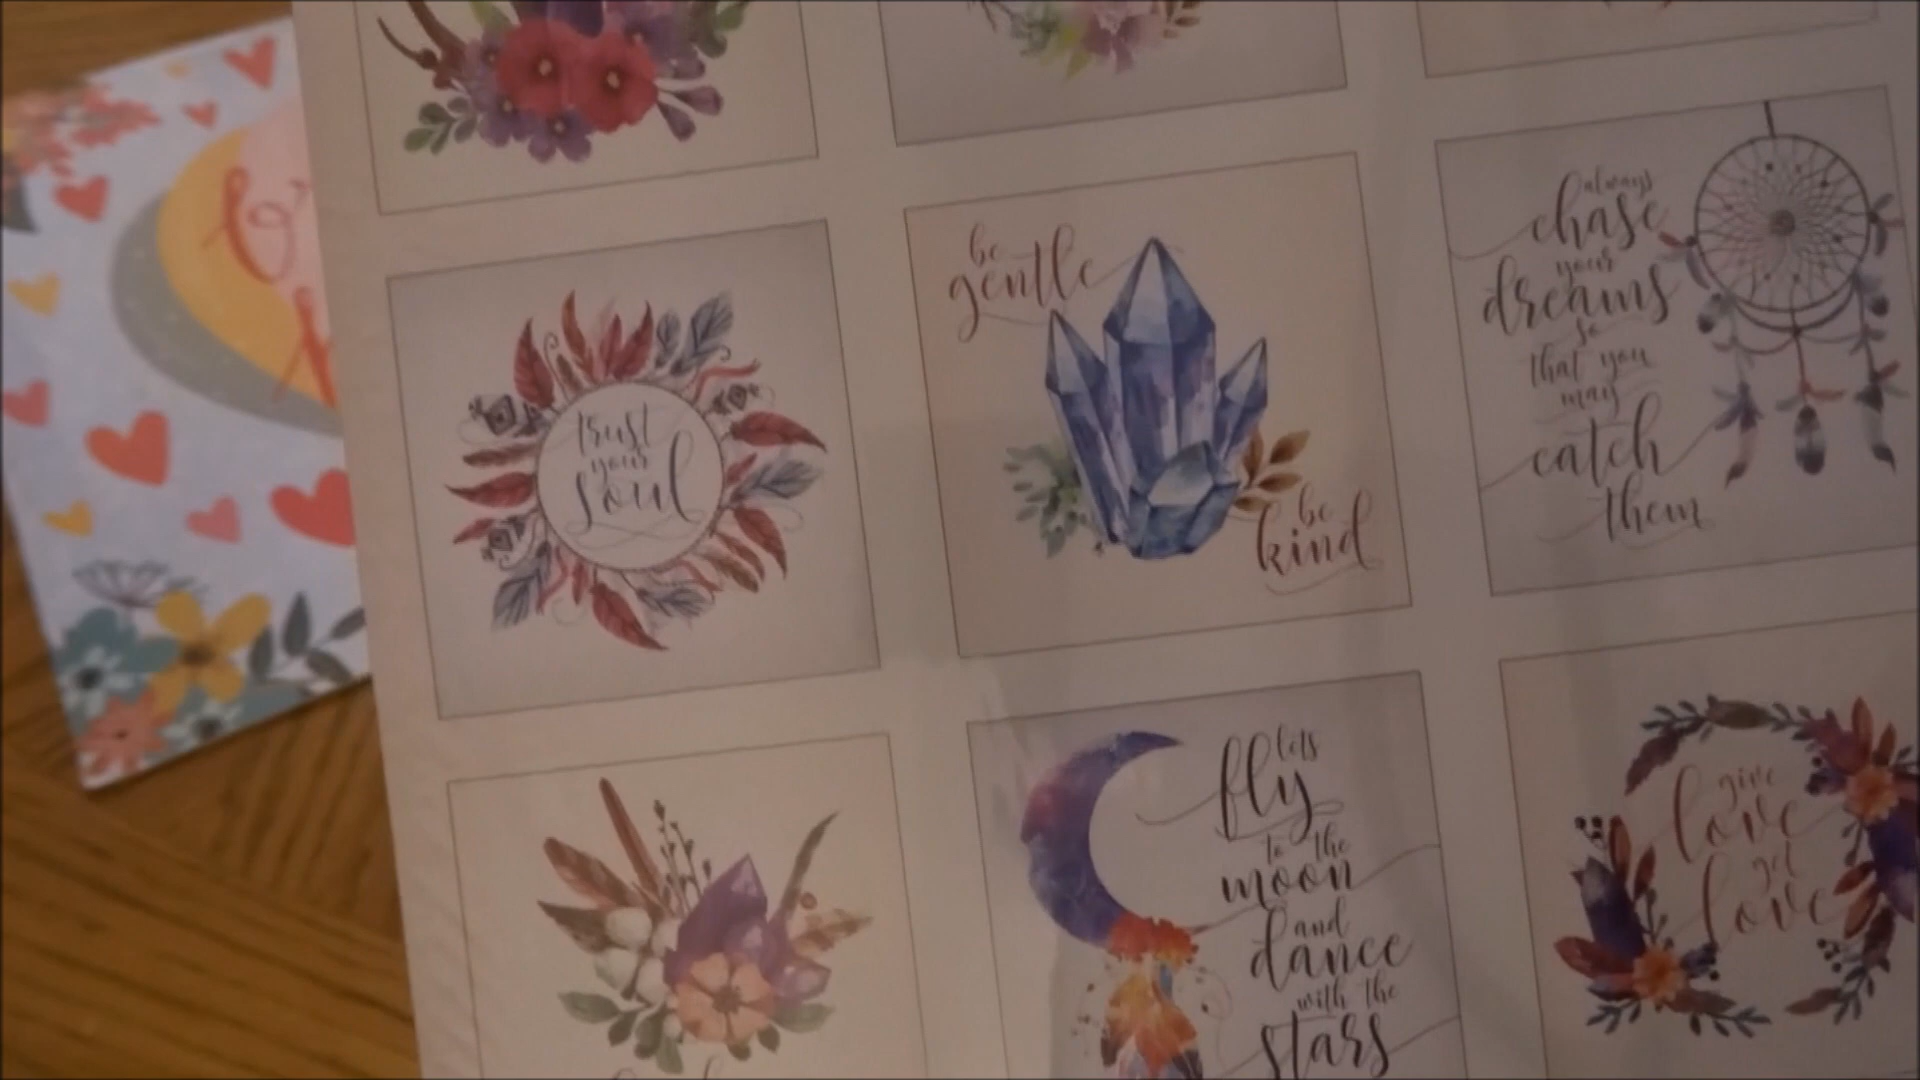 be
gentle
be
kind
always
chase
your
dreams
so
that you
may
catch
them
trust
your
soul
lets
fly
to the
moon
and
dance
with the
stars
give
love
get
love